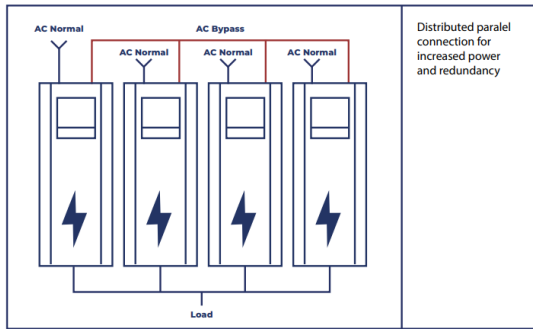 AC Normal
AC Bypass
AC Normal
AC Normal
AC Normal
Load
Distributed paralel
connection for
increased power
and redundancy